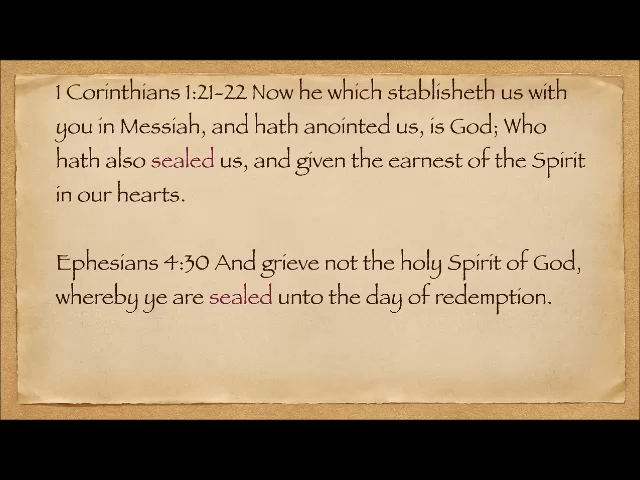 1 Corinthians 1:21-22 Now he which stablisheth us with
you in Messiah, and hath anointed us, is God; Who
hath also sealed us, and given the earnest of the Spirit
in our hearts.
Ephesians 4:30 And grieve not the holy Spirit of God,
whereby ye are sealed unto the day of redemption.